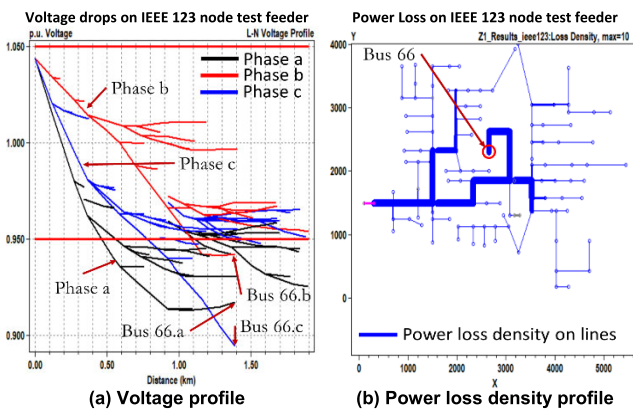 Voltage drops on IEEE 123 node test feeder
p.u. Voltage
L-N Voltage Profile
1.050
1.000
0.950
0.900
Phase a
Phase b
Phase c
Phase b
Phase c
Phase a
Bus 66.b
Bus 66.a
Bus 66.c
0.00
0.50
1.00
1.50
Distance (km)
(a) Voltage profile
Power Loss on IEEE 123 node test feeder
Y
Z1_Results_ieee123:Loss Density, max=10
Bus 66
4000
3000
2000
1000
0
Power loss density on lines
0
1000
2000
3000
4000
5000
X
(b) Power loss density profile